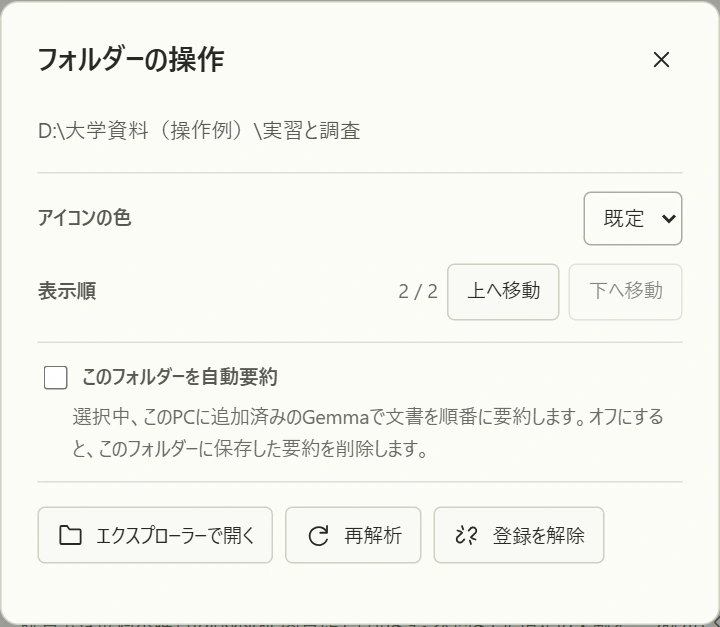 フォルダーの操作
D:\大学資料（操作例）\実習と調査
アイコンの色
既定
表示順
2 / 2
上へ移動
下へ移動
このフォルダーを自動要約
選択中、このPCに追加済みのGemmaで文書を順番に要約します。オフにする
と、このフォルダーに保存した要約を削除します。
エクスプローラーで開く
再解析
登録を解除